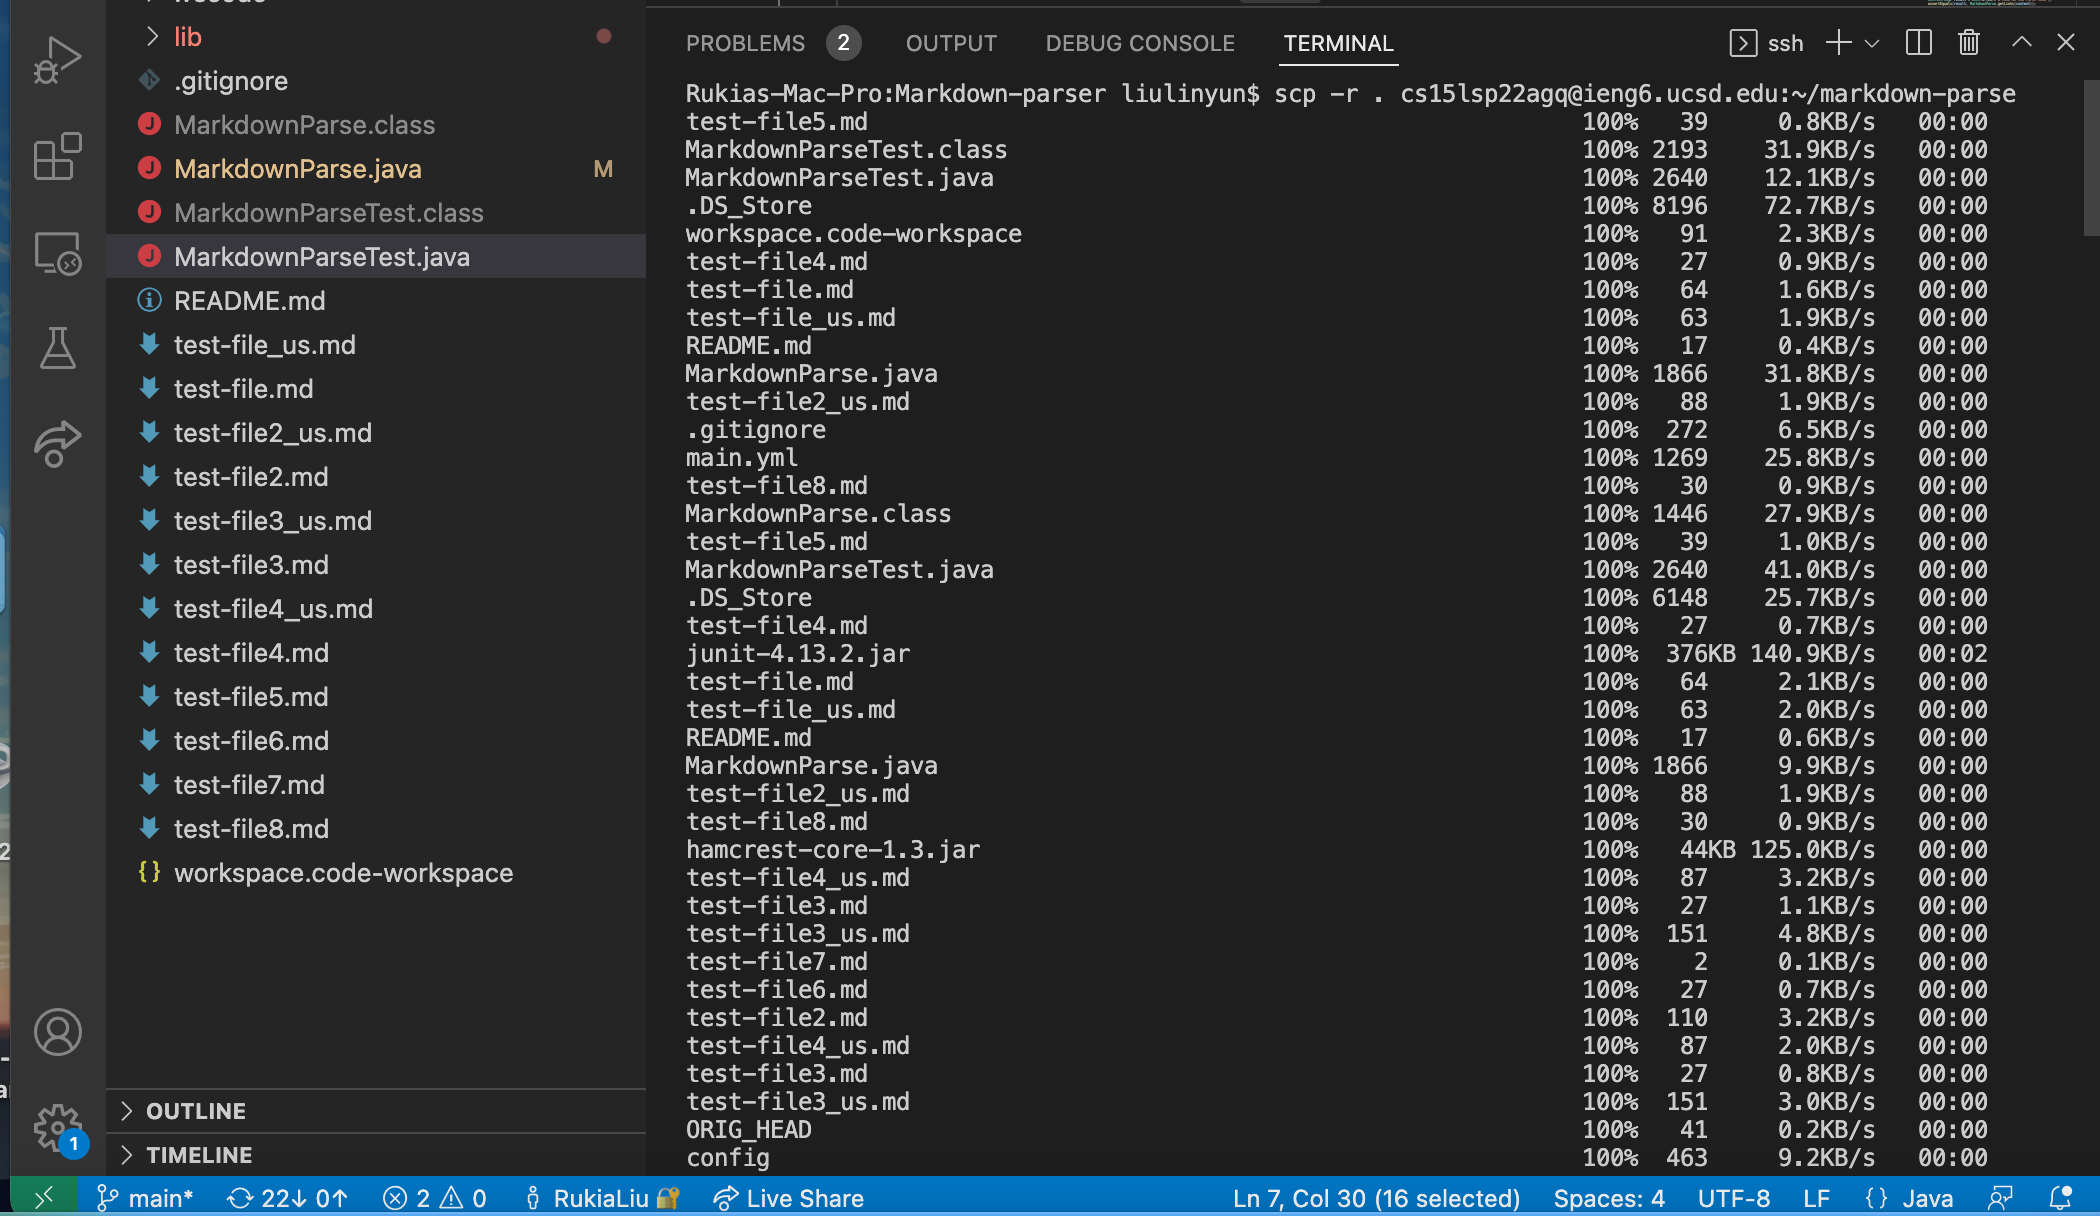 lib
.gitignore
MarkdownParse.class
MarkdownParse.java M
MarkdownParseTest.class
MarkdownParseTest.java
README.md
test-file_us.md
test-file.md
test-file2_us.md
test-file2.md
test-file3_us.md
test-file3.md
test-file4_us.md
test-file4.md
test-file5.md
test-file6.md
test-file7.md
test-file8.md
{} workspace.code-workspace
OUTLINE
TIMELINE
1
PROBLEMS 2 OUTPUT DEBUG CONSOLE TERMINAL ssh
Rukias-Mac-Pro:Markdown-parser liulinyun$ scp -r . cs15lsp22agq@ieng6.ucsd.edu:~/markdown-parse
test-file5.md 100% 39 0.8KB/s 00:00
MarkdownParseTest.class 100% 2193 31.9KB/s 00:00
MarkdownParseTest.java 100% 2640 12.1KB/s 00:00
.DS_Store 100% 8196 72.7KB/s 00:00
workspace.code-workspace 100% 91 2.3KB/s 00:00
test-file4.md 100% 27 0.9KB/s 00:00
test-file.md 100% 64 1.6KB/s 00:00
test-file_us.md 100% 63 1.9KB/s 00:00
README.md 100% 17 0.4KB/s 00:00
MarkdownParse.java 100% 1866 31.8KB/s 00:00
test-file2_us.md 100% 88 1.9KB/s 00:00
.gitignore 100% 272 6.5KB/s 00:00
main.yml 100% 1269 25.8KB/s 00:00
test-file8.md 100% 30 0.9KB/s 00:00
MarkdownParse.class 100% 1446 27.9KB/s 00:00
test-file5.md 100% 39 1.0KB/s 00:00
MarkdownParseTest.java 100% 2640 41.0KB/s 00:00
.DS_Store 100% 6148 25.7KB/s 00:00
test-file4.md 100% 27 0.7KB/s 00:00
junit-4.13.2.jar 100% 376KB 140.9KB/s 00:02
test-file.md 100% 64 2.1KB/s 00:00
test-file_us.md 100% 63 2.0KB/s 00:00
README.md 100% 17 0.6KB/s 00:00
MarkdownParse.java 100% 1866 9.9KB/s 00:00
test-file2_us.md 100% 88 1.9KB/s 00:00
test-file8.md 100% 30 0.9KB/s 00:00
hamcrest-core-1.3.jar 100% 44KB 125.0KB/s 00:00
test-file4_us.md 100% 87 3.2KB/s 00:00
test-file3.md 100% 27 1.1KB/s 00:00
test-file3_us.md 100% 151 4.8KB/s 00:00
test-file7.md 100% 2 0.1KB/s 00:00
test-file6.md 100% 27 0.7KB/s 00:00
test-file2.md 100% 110 3.2KB/s 00:00
test-file4_us.md 100% 87 2.0KB/s 00:00
test-file3.md 100% 27 0.8KB/s 00:00
test-file3_us.md 100% 151 3.0KB/s 00:00
ORIG_HEAD 100% 41 0.2KB/s 00:00
config 100% 463 9.2KB/s 00:00
main* 22↓ 0↑ 2 0 RukiaLiu Live Share Ln 7, Col 30 (16 selected) Spaces: 4 UTF-8 LF {} Java